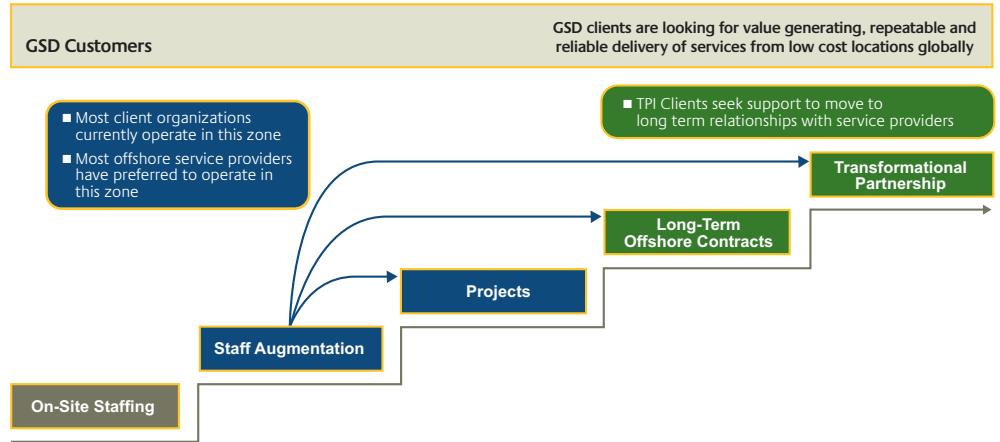 GSD Customers
GSD clients are looking for value generating, repeatable and
reliable delivery of services from low cost locations globally
■ Most client organizations
currently operate in this zone
■ Most offshore service providers
have preferred to operate in
this zone
■ TPI Clients seek support to move to
long term relationships with service providers
Transformational
Partnership
Long-Term
Offshore Contracts
Projects
Staff Augmentation
On-Site Staffing